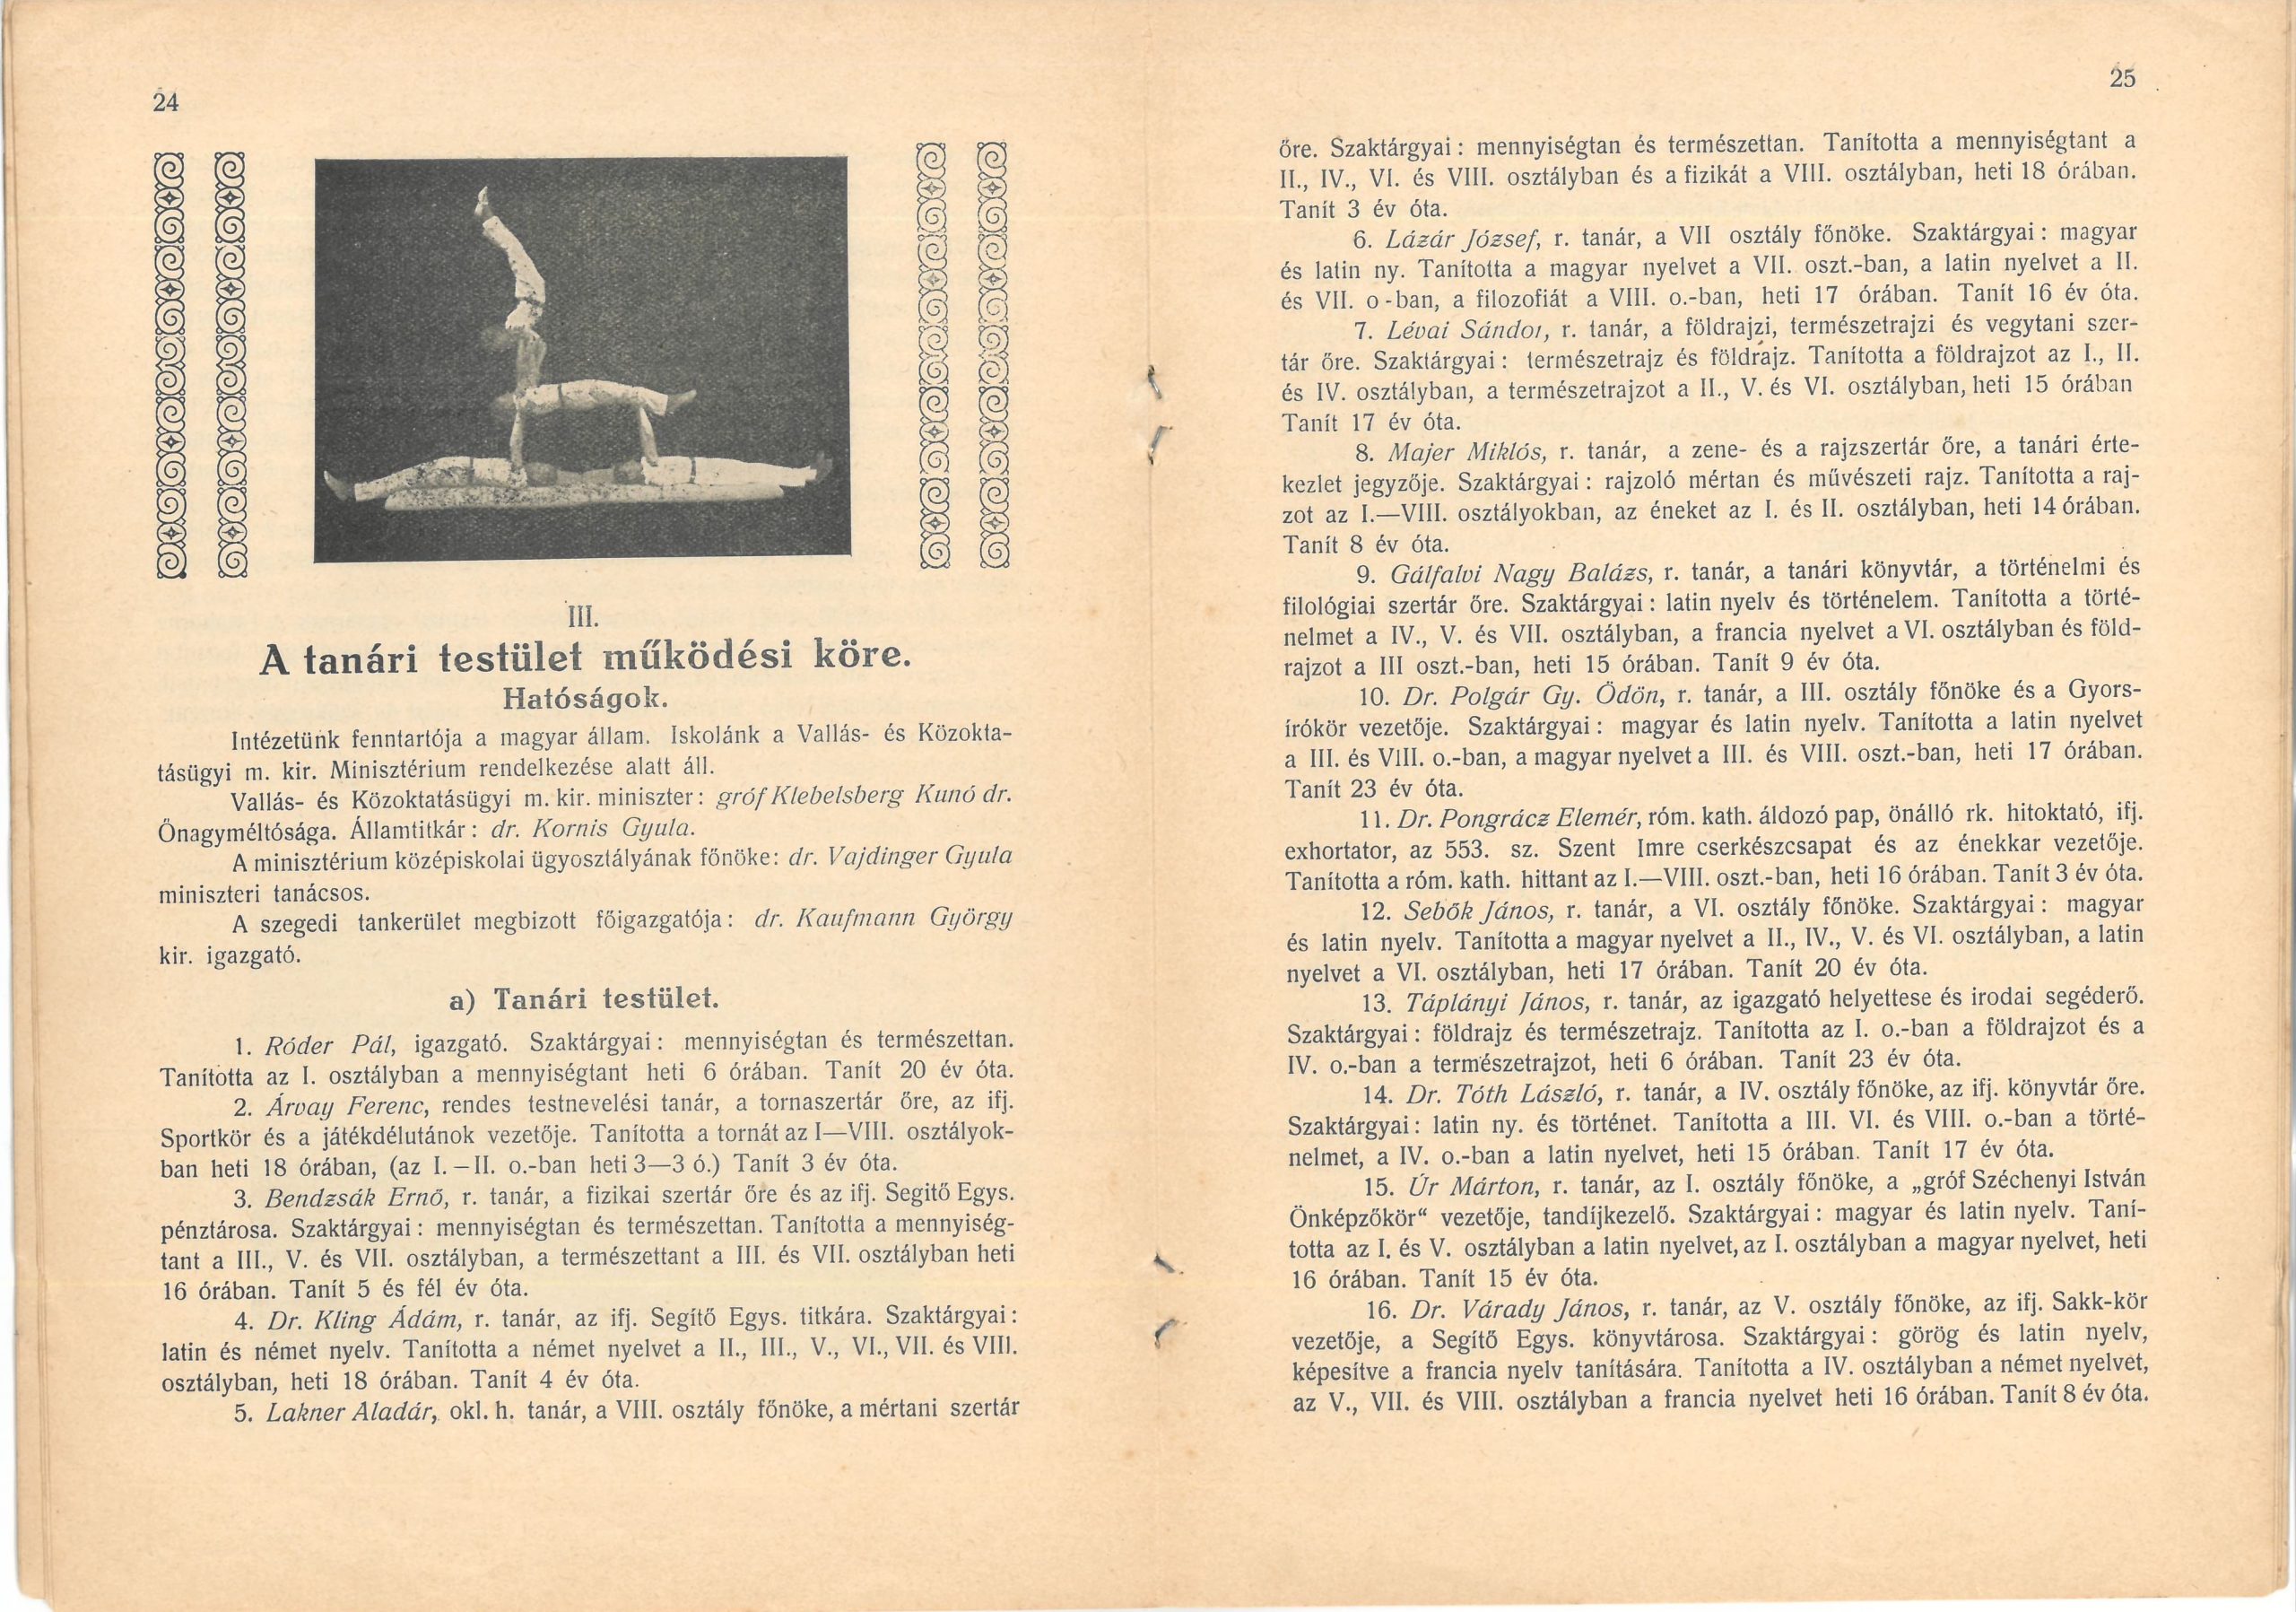 24
III.
A tanári testület működési köre.
Hatóságok.
Intézetünk fenntartója a magyar állam. Iskolánk a Vallás- és Közokta-
tásügyi m. kir. Minisztérium rendelkezése alatt áll.
Vallás- és Közoktatásügyi m. kir. miniszter: gróf Klebelsberg Kunó dr.
Őnagyméltósága. Államtitkár: dr. Kornis Gyula.
A minisztérium középiskolai ügyosztályának főnöke: dr. Vajdinger Gyula
miniszteri tanácsos.
A szegedi tankerület megbizott főigazgatója: dr. Kaufmann György
kir. igazgató.
a) Tanári testület.
1. Róder Pál, igazgató. Szaktárgyai: mennyiségtan és természettan.
Tanította az I. osztályban a mennyiségtant heti 6 órában. Tanít 20 év óta.
2. Árvay Ferenc, rendes testnevelési tanár, a tornaszertár őre, az ifj.
Sportkör és a játékdélutánok vezetője. Tanította a tornát az I—VIII. osztályok-
ban heti 18 órában, (az I.–II. o.-ban heti 3—3 ó.) Tanít 3 év óta.
3. Bendzsák Ernő, r. tanár, a fizikai szertár őre és az ifj. Segitő Egys.
pénztárosa. Szaktárgyai: mennyiségtan és természettan. Tanította a mennyiség-
tant a III., V. és VII. osztályban, a természettant a III. és VII. osztályban heti
16 órában. Tanít 5 és fél év óta.
4. Dr. Kling Ádám, r. tanár, az ifj. Segítő Egys. titkára. Szaktárgyai:
latin és német nyelv. Tanította a német nyelvet a II., III., V., VI., VII. és VIII.
osztályban, heti 18 órában. Tanít 4 év óta.
5. Lakner Aladár, okl. h. tanár, a VIII. osztály főnöke, a mértani szertár
25
őre. Szaktárgyai: mennyiségtan és természettan. Tanította a mennyiségtant a
II., IV., VI. és VIII. osztályban és a fizikát a VIII. osztályban, heti 18 órában.
Tanít 3 év óta.
6. Lázár József, r. tanár, a VII osztály főnöke. Szaktárgyai: magyar
és latin ny. Tanította a magyar nyelvet a VII. oszt.-ban, a latin nyelvet a II.
és VII. o-ban, a filozofiát a VIII. o.-ban, heti 17 órában. Tanít 16 év óta.
7. Lévai Sándor, r. tanár, a földrajzi, természetrajzi és vegytani szer-
tár őre. Szaktárgyai: természetrajz és földrajz. Tanította a földrajzot az I., II.
és IV. osztályban, a természetrajzot a II., V. és VI. osztályban, heti 15 órában
Tanít 17 év óta.
8. Majer Miklós, r. tanár, a zene- és a rajzszertár őre, a tanári érte-
kezlet jegyzője. Szaktárgyai: rajzoló mértan és művészeti rajz. Tanította a raj-
zot az I.—VIII. osztályokban, az éneket az I. és II. osztályban, heti 14 órában.
Tanít 8 év óta.
9. Gálfalvi Nagy Balázs, r. tanár, a tanári könyvtár, a történelmi és
filológiai szertár őre. Szaktárgyai: latin nyelv és történelem. Tanította a törté-
nelmet a IV., V. és VII. osztályban, a francia nyelvet a VI. osztályban és föld-
rajzot a III oszt.-ban, heti 15 órában. Tanít 9 év óta.
10. Dr. Polgár Gy. Ödön, r. tanár, a III. osztály főnöke és a Gyors-
írókör vezetője. Szaktárgyai: magyar és latin nyelv. Tanította a latin nyelvet
a III. és VIII. o.-ban, a magyar nyelvet a III. és VIII. oszt.-ban, heti 17 órában.
Tanít 23 év óta.
11. Dr. Pongrácz Elemér, róm. kath. áldozó pap, önálló rk. hitoktató, ifj.
exhortator, az 553. sz. Szent Imre cserkészcsapat és az énekkar vezetője.
Tanította a róm. kath. hittant az I.—VIII. oszt.-ban, heti 16 órában. Tanít 3 év óta.
12. Sebők János, r. tanár, a VI. osztály főnöke. Szaktárgyai: magyar
és latin nyelv. Tanította a magyar nyelvet a II., IV., V. és VI. osztályban, a latin
nyelvet a VI. osztályban, heti 17 órában. Tanít 20 év óta.
13. Táplányi János, r. tanár, az igazgató helyettese és irodai segéderő.
Szaktárgyai: földrajz és természetrajz. Tanította az I. o.-ban a földrajzot és a
IV. o.-ban a természetrajzot, heti 6 órában. Tanít 23 év óta.
14. Dr. Tóth László, r. tanár, a IV. osztály főnöke, az ifj. könyvtár őre.
Szaktárgyai: latin ny. és történet. Tanította a III. VI. és VIII. o.-ban a törté-
nelmet, a IV. o.-ban a latin nyelvet, heti 15 órában. Tanít 17 év óta.
15. Úr Márton, r. tanár, az I. osztály főnöke, a „gróf Széchenyi István
Önképzőkör“ vezetője, tandíjkezelő. Szaktárgyai: magyar és latin nyelv. Taní-
totta az I. és V. osztályban a latin nyelvet, az I. osztályban a magyar nyelvet, heti
16 órában. Tanít 15 év óta.
16. Dr. Várady János, r. tanár, az V. osztály főnöke, az ifj. Sakk-kör
vezetője, a Segítő Egys. könyvtárosa. Szaktárgyai: görög és latin nyelv,
képesítve a francia nyelv tanítására. Tanította a IV. osztályban a német nyelvet,
az V., VII. és VIII. osztályban a francia nyelvet heti 16 órában. Tanít 8 év óta.